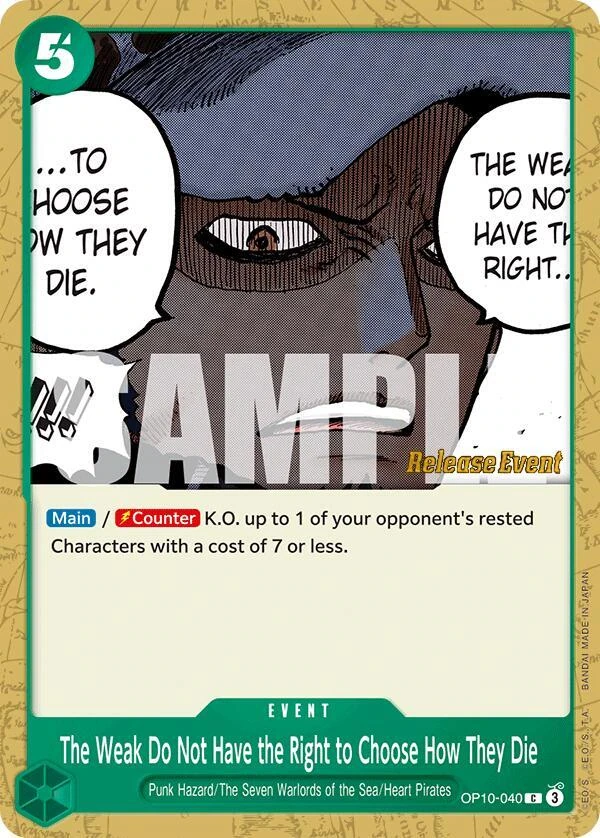 5
THE WEA
DO NO
HAVE TH
RIGHT..
...TO
HOOSE
OW THEY
DIE.
!!!
SAMPL
Release Event
Main / Counter K.O. up to 1 of your opponent's rested
Characters with a cost of 7 or less.
EVENT
The Weak Do Not Have the Right to Choose How They Die
Punk Hazard/The Seven Warlords of the Sea/Heart Pirates
OP10-040 C 3
©E.O./S. ©E.O./S.,T.A. BANDAI MADE IN JAPAN